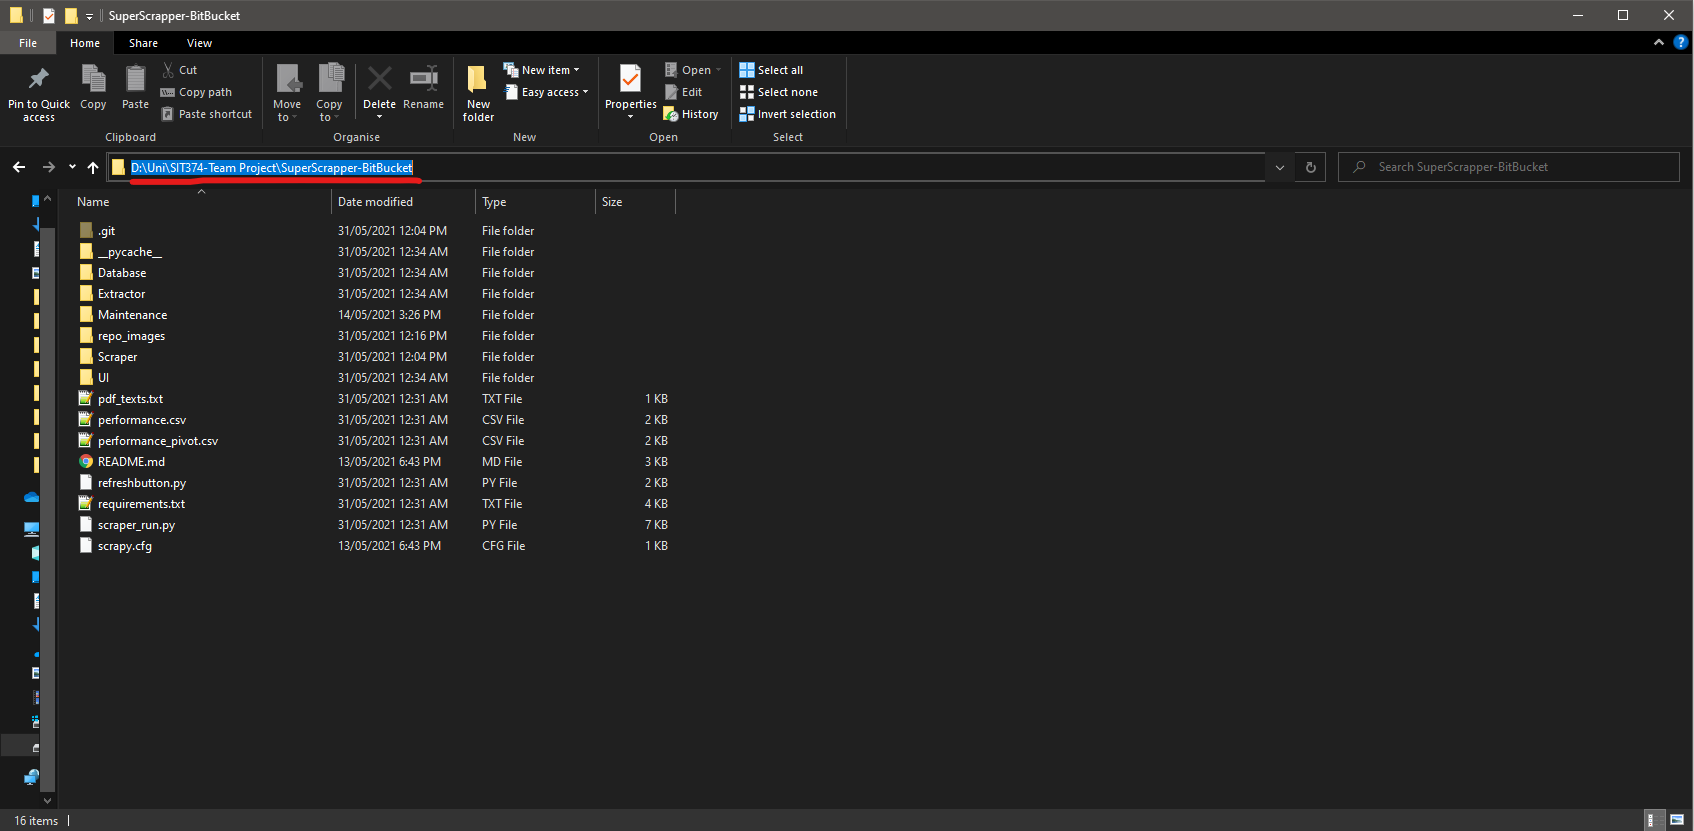 SuperScrapper-BitBucket
File Home Share View
Pin to Quick access
Copy
Paste
Cut
Copy path
Paste shortcut
Move to
Copy to
Delete
Rename
New folder
New item
Easy access
Properties
Open
Edit
History
Select all
Select none
Invert selection
Clipboard Organise New Open Select
D:\Uni\SIT374-Team Project\SuperScrapper-BitBucket
Search SuperScrapper-BitBucket
Name Date modified Type Size
.git 31/05/2021 12:04 PM File folder
__pycache__ 31/05/2021 12:34 AM File folder
Database 31/05/2021 12:34 AM File folder
Extractor 31/05/2021 12:34 AM File folder
Maintenance 14/05/2021 3:26 PM File folder
repo_images 31/05/2021 12:16 PM File folder
Scraper 31/05/2021 12:04 PM File folder
UI 31/05/2021 12:34 AM File folder
pdf_texts.txt 31/05/2021 12:31 AM TXT File 1 KB
performance.csv 31/05/2021 12:31 AM CSV File 2 KB
performance_pivot.csv 31/05/2021 12:31 AM CSV File 2 KB
README.md 13/05/2021 6:43 PM MD File 3 KB
refreshbutton.py 31/05/2021 12:31 AM PY File 2 KB
requirements.txt 31/05/2021 12:31 AM TXT File 4 KB
scraper_run.py 31/05/2021 12:31 AM PY File 7 KB
scrapy.cfg 13/05/2021 6:43 PM CFG File 1 KB
16 items